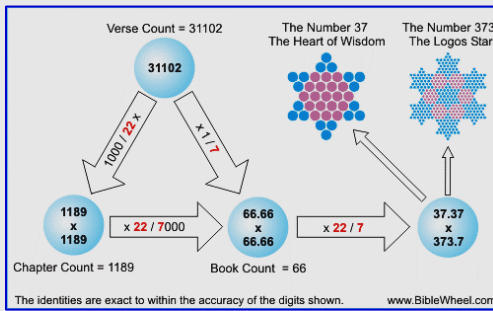 Verse Count = 31102
The Number 37
The Heart of Wisdom
The Number 373
The Logos Star
31102
1000 / 22 x
x 1 / 7
1189
x
1189
x 22 / 7000
66.66
x
66.66
x 22 / 7
37.37
x
373.7
Chapter Count = 1189
Book Count = 66
The identities are exact to within the accuracy of the digits shown.
www.BibleWheel.com